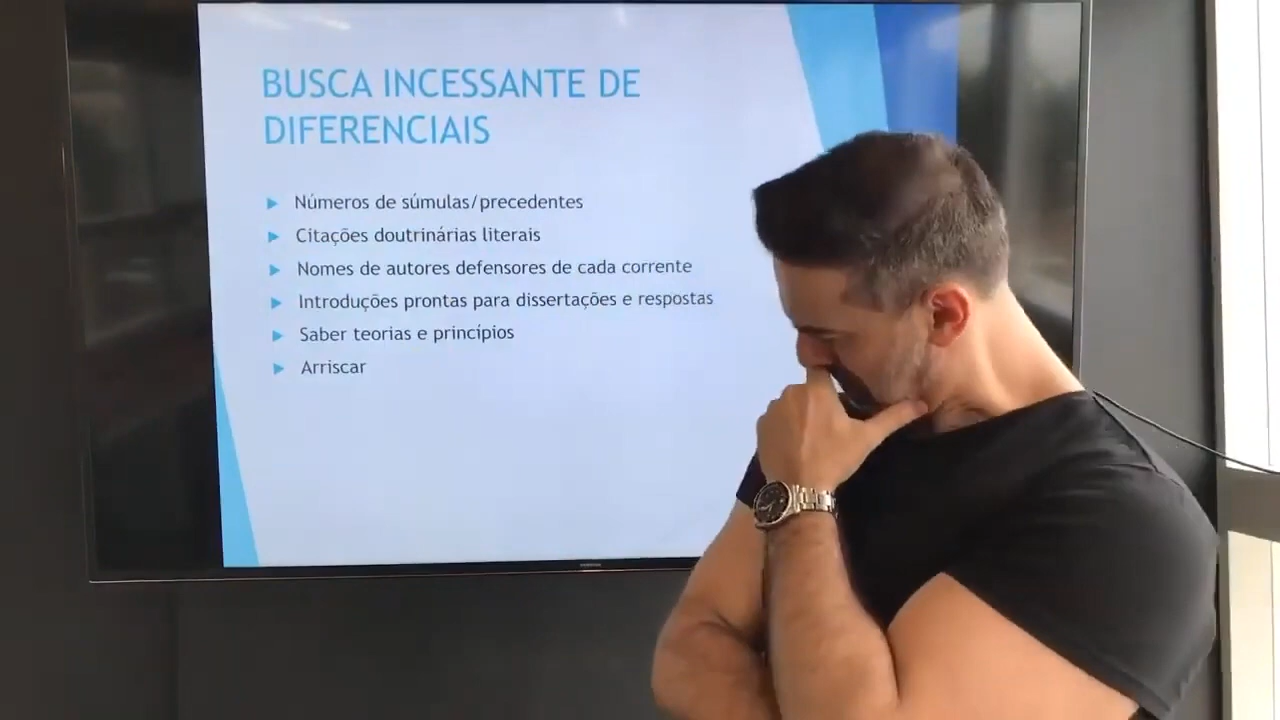 BUSCA INCESSANTE DE
DIFERENCIAIS
Números de súmulas/precedentes
Citações doutrinárias literais
Nomes de autores defensores de cada corrente
Introduções prontas para dissertações e respostas
Saber teorias e princípios
Arriscar